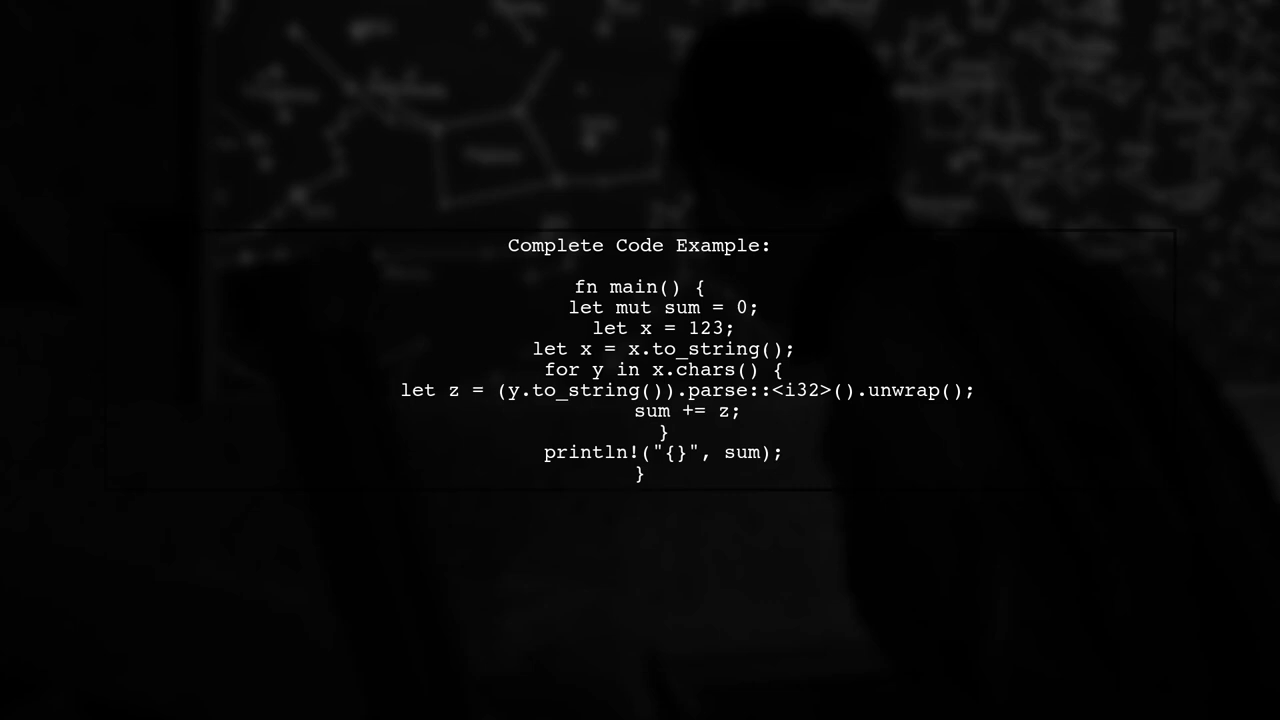 Complete Code Example:
fn main() {
let mut sum = 0;
let x = 123;
let x = x.to_string();
for y in x.chars() {
let z = (y.to_string()).parse::<i32>().unwrap();
sum += z;
}
println!("{}", sum);
}